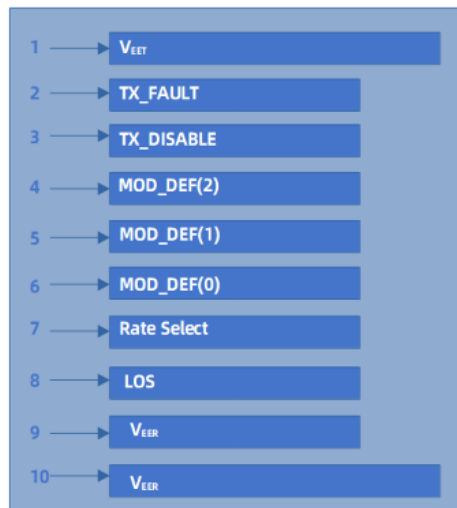 1 VEET
2 TX_FAULT
3 TX_DISABLE
4 MOD_DEF(2)
5 MOD_DEF(1)
6 MOD_DEF(0)
7 Rate Select
8 LOS
9 VEER
10 VEER